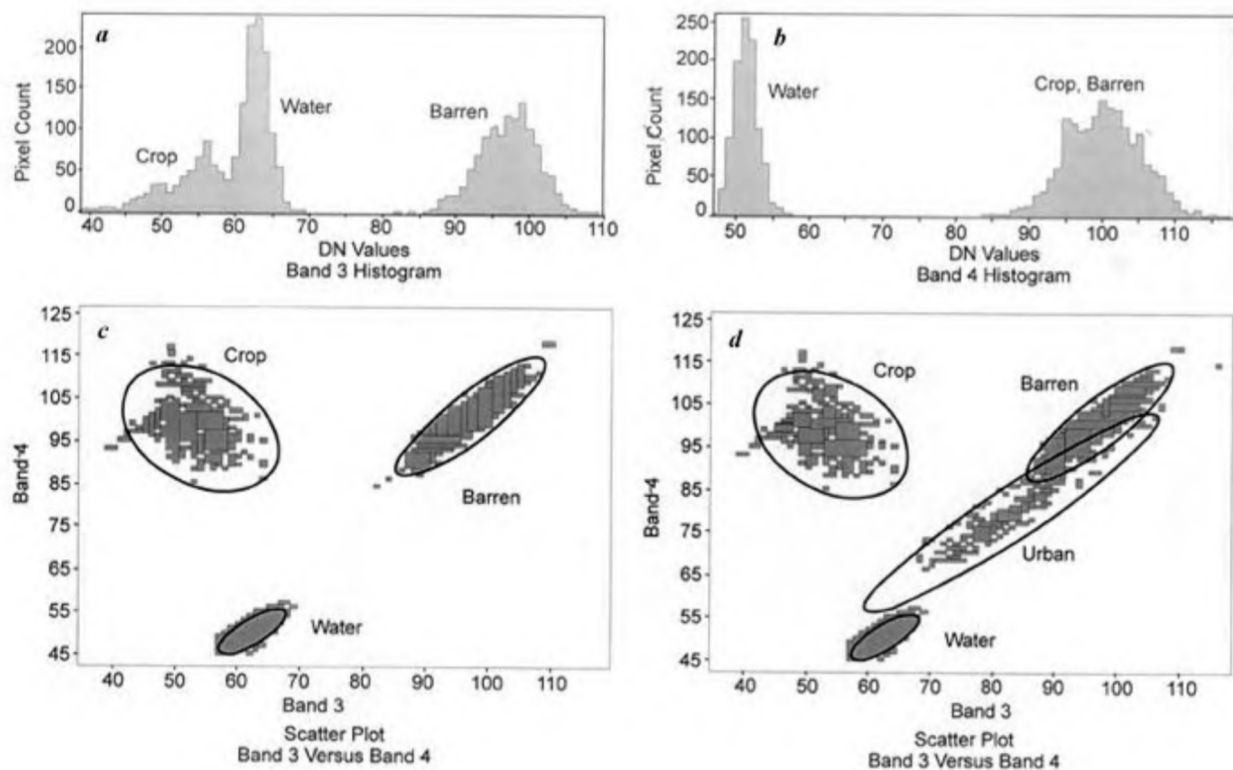 a
200
150
100
50
0
Pixel Count
Crop
Water
Barren
40 50 60 70 80 90 100 110
DN Values
Band 3 Histogram
b
250
200
150
100
50
0
Pixel Count
Water
Crop, Barren
50 60 70 80 90 100 110
DN Values
Band 4 Histogram
c
125
115
105
95
85
75
65
55
45
Band-4
Crop
Barren
Water
40 50 60 70 80 90 100 110
Band 3
Scatter Plot
Band 3 Versus Band 4
d
125
115
105
95
85
75
65
55
45
Band-4
Crop
Barren
Urban
Water
40 50 60 70 80 90 100 110
Band 3
Scatter Plot
Band 3 Versus Band 4